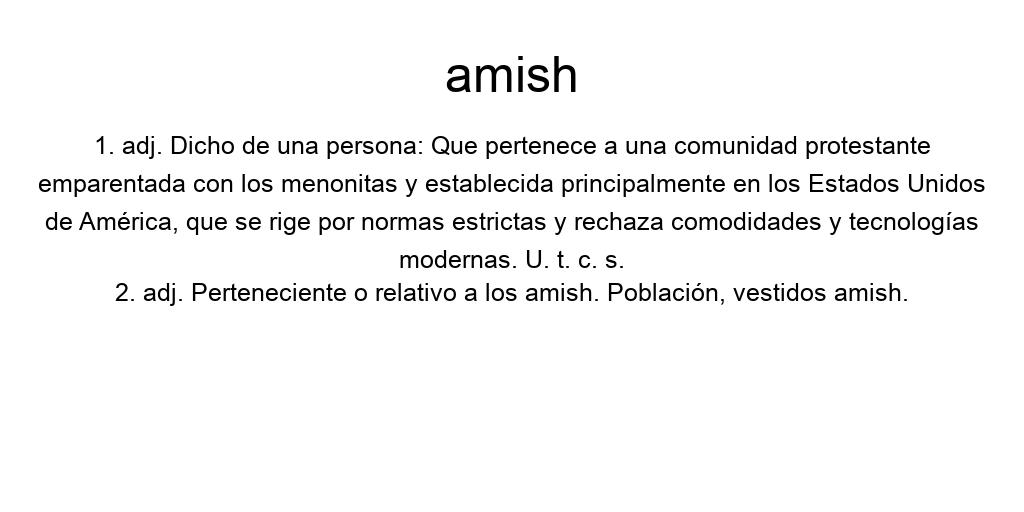 amish
1. adj. Dicho de una persona: Que pertenece a una comunidad protestante
emparentada con los menonitas y establecida principalmente en los Estados Unidos
de América, que se rige por normas estrictas y rechaza comodidades y tecnologías
modernas. U. t. c. s.
2. adj. Perteneciente o relativo a los amish. Población, vestidos amish.